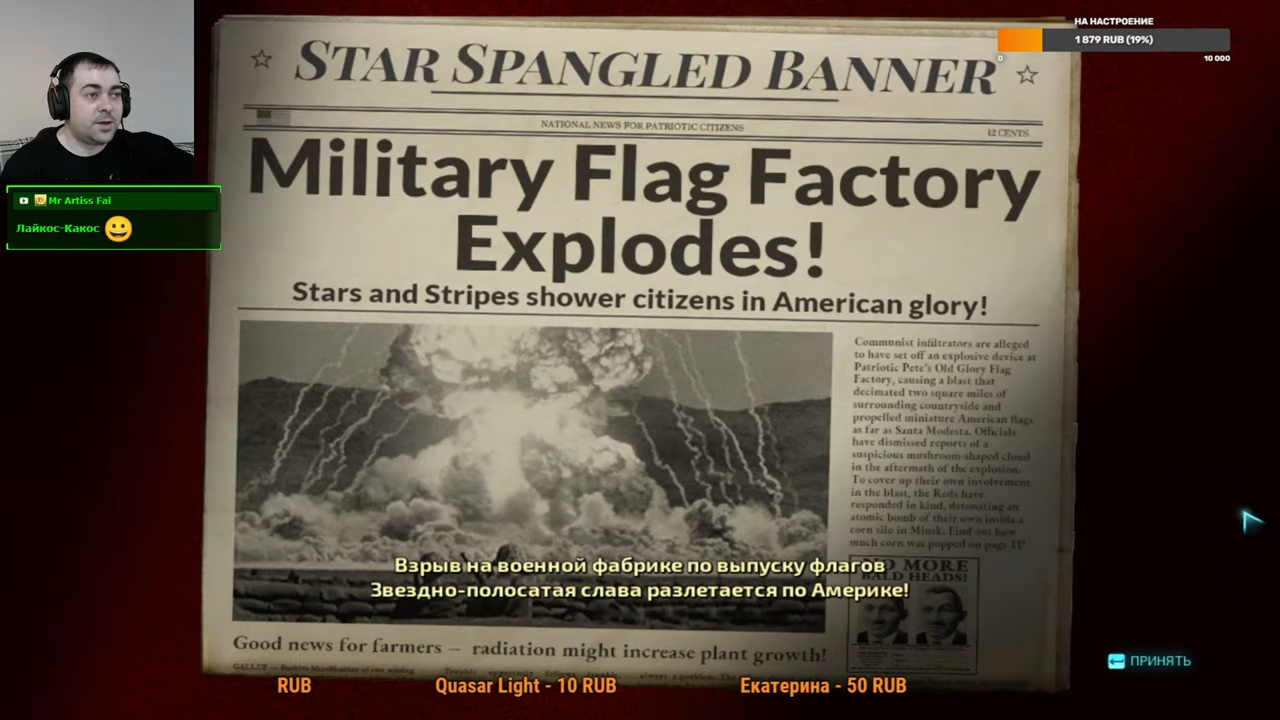 НА НАСТРОЕНИЕ
1 879 RUB (19%)
0
10 000
Mr Artiss Fai
Лайкос-Какос
STAR SPANGLED BANNER
NATIONAL NEWS FOR PATRIOTIC CITIZENS
12 CENTS
Military Flag Factory
Explodes!
Stars and Stripes shower citizens in American glory!
Communist infiltrators are alleged
to have set off an explosive device at
Patriotic Pete's Old Glory Flag
Factory, causing a blast that
decimated two square miles of
surrounding countryside and
propelled miniature American flags
as far as Santa Modesta. Officials
have dismissed reports of a
suspicious mushroom-shaped cloud
in the aftermath of the explosion.
To cover up their own involvement
in the blast, the Reds have
responded in kind, detonating an
atomic bomb of their own inside a
corn silo in Minsk. Find out how
much corn was popped on page 11!
NO MORE
BALD HEADS!
Взрыв на военной фабрике по выпуску флагов
Звездно-полосатая слава разлетается по Америке!
Good news for farmers – radiation might increase plant growth!
ПРИНЯТЬ
RUB
Quasar Light - 10 RUB
Екатерина - 50 RUB